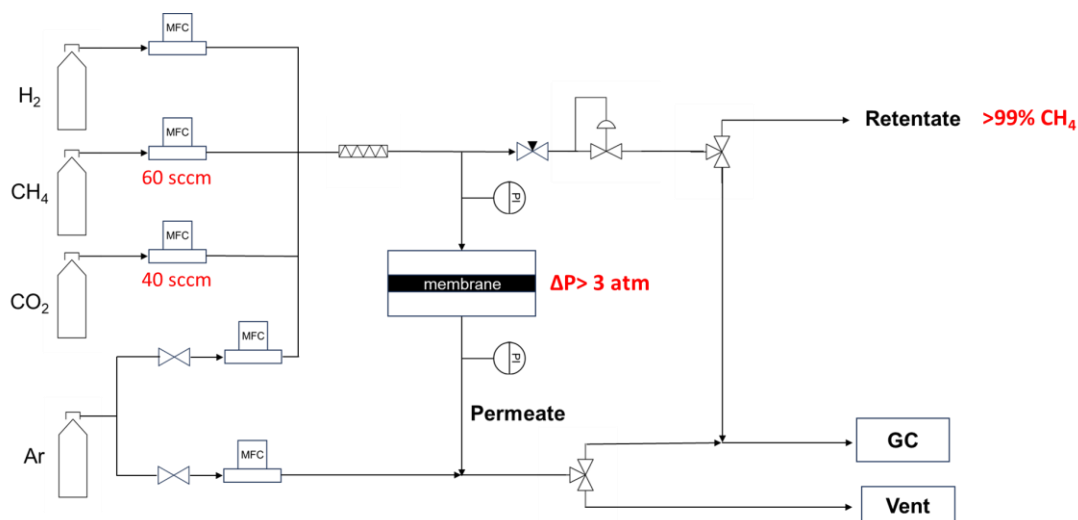 MFC
H₂
MFC
Retentate >99% CH₄
60 sccm
CH₄
PI
MFC
membrane
ΔP> 3 atm
40 sccm
CO₂
MFC
PI
Permeate
MFC
GC
Ar
Vent